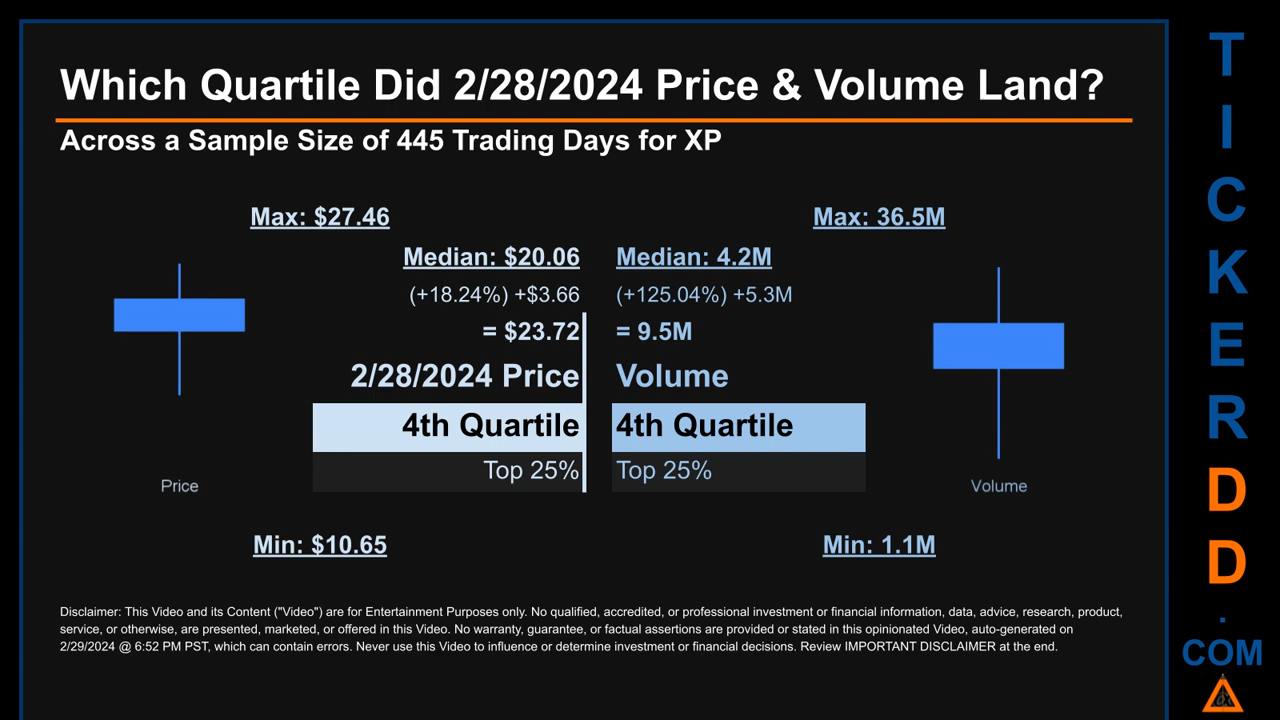 Which Quartile Did 2/28/2024 Price & Volume Land?
Across a Sample Size of 445 Trading Days for XP
Max: $27.46
Median: $20.06
(+18.24%) +$3.66
= $23.72
2/28/2024 Price
4th Quartile
Top 25%
Price
Min: $10.65
Max: 36.5M
Median: 4.2M
(+125.04%) +5.3M
= 9.5M
Volume
4th Quartile
Top 25%
Volume
Min: 1.1M
Disclaimer: This Video and its Content ("Video") are for Entertainment Purposes only. No qualified, accredited, or professional investment or financial information, data, advice, research, product,
service, or otherwise, are presented, marketed, or offered in this Video. No warranty, guarantee, or factual assertions are provided or stated in this opinionated Video, auto-generated on
2/29/2024 @ 6:52 PM PST, which can contain errors. Never use this Video to influence or determine investment or financial decisions. Review IMPORTANT DISCLAIMER at the end.
T
I
C
K
E
R
D
D
.
COM